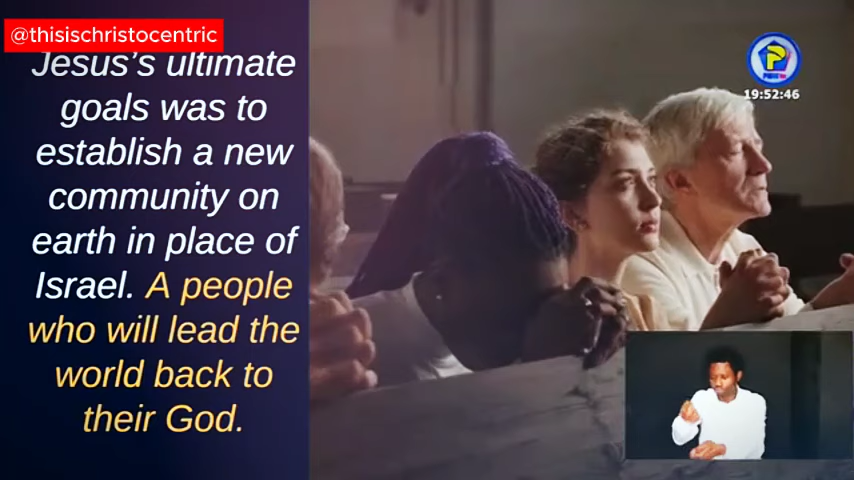 @thisischristocentric
Jesus's ultimate
goals was to
establish a new
community on
earth in place of
Israel. A people
who will lead the
world back to
their God.
P
19:52:46